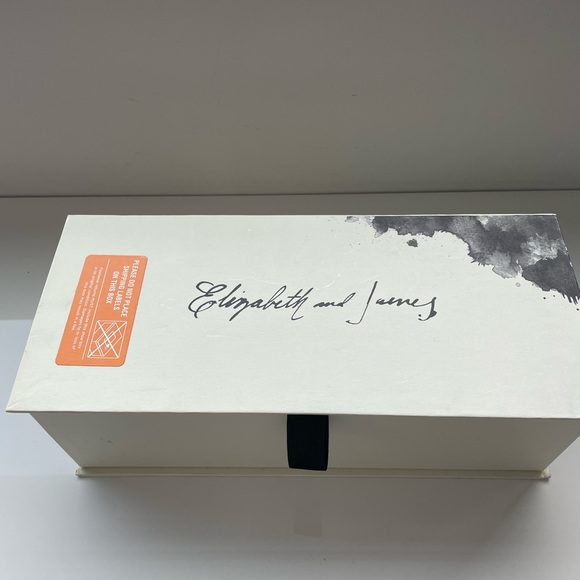 Elizabeth and James
PLEASE DO NOT PLACE
SHIPPING LABELS
ON THIS BOX